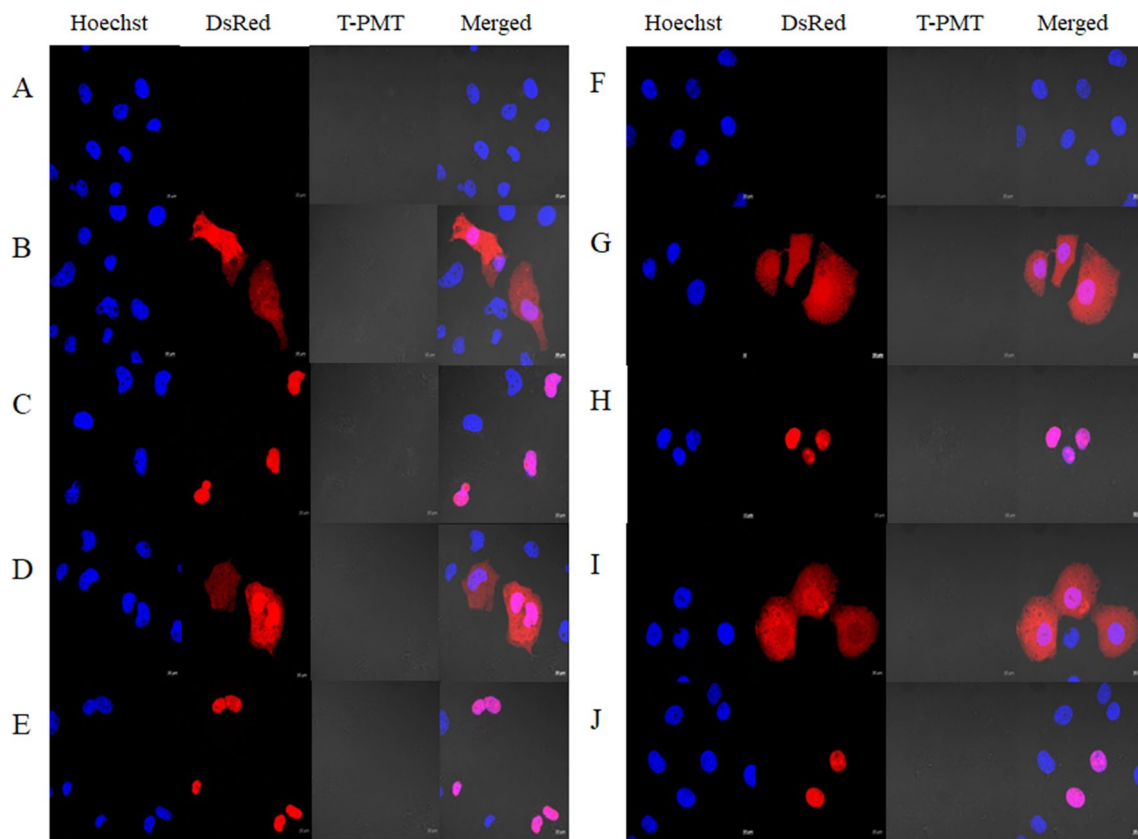 Hoechst DsRed T-PMT Merged Hoechst DsRed T-PMT Merged
A F
B G
C H
D I
E J